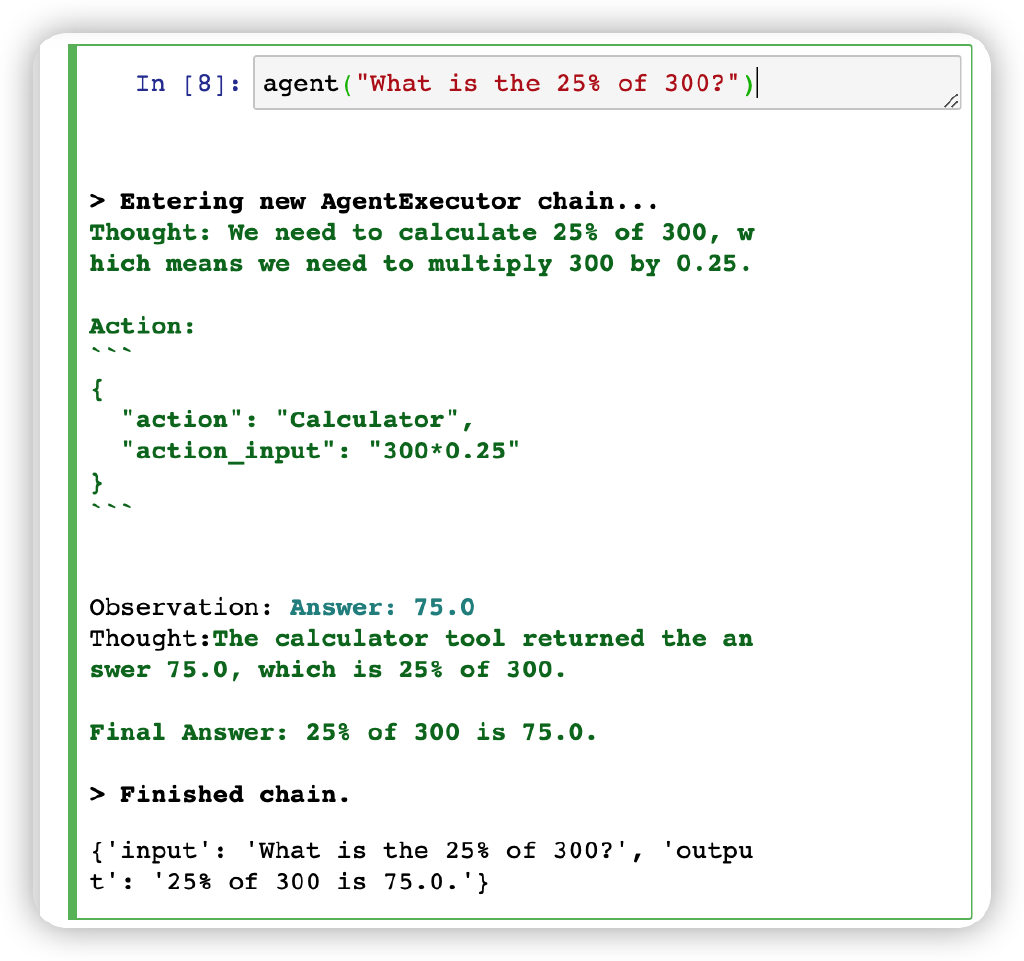 In [8]: agent("What is the 25% of 300?")
> Entering new AgentExecutor chain...
Thought: We need to calculate 25% of 300, w
hich means we need to multiply 300 by 0.25.
Action:
```
{
  "action": "Calculator",
  "action_input": "300*0.25"
}
```
Observation: Answer: 75.0
Thought:The calculator tool returned the an
swer 75.0, which is 25% of 300.
Final Answer: 25% of 300 is 75.0.
> Finished chain.
{'input': 'What is the 25% of 300?', 'outpu
t': '25% of 300 is 75.0.'}